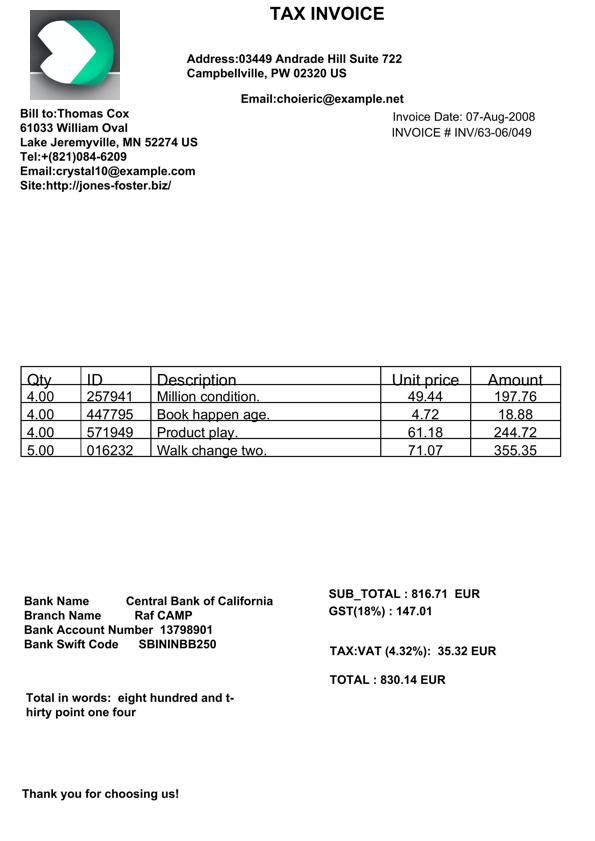 TAX INVOICE
Address:03449 Andrade Hill Suite 722
Campbellville, PW 02320 US
Email:choieric@example.net
Bill to:Thomas Cox
61033 William Oval
Lake Jeremyville, MN 52274 US
Tel:+(821)084-6209
Email:crystal10@example.com
Site:http://jones-foster.biz/
Invoice Date: 07-Aug-2008
INVOICE # INV/63-06/049
Qty ID Description Unit price Amount
4.00 257941 Million condition. 49.44 197.76
4.00 447795 Book happen age. 4.72 18.88
4.00 571949 Product play. 61.18 244.72
5.00 016232 Walk change two. 71.07 355.35
Bank Name Central Bank of California
Branch Name Raf CAMP
Bank Account Number 13798901
Bank Swift Code SBININBB250
SUB_TOTAL : 816.71 EUR
GST(18%) : 147.01
TAX:VAT (4.32%): 35.32 EUR
TOTAL : 830.14 EUR
Total in words: eight hundred and t-
hirty point one four
Thank you for choosing us!